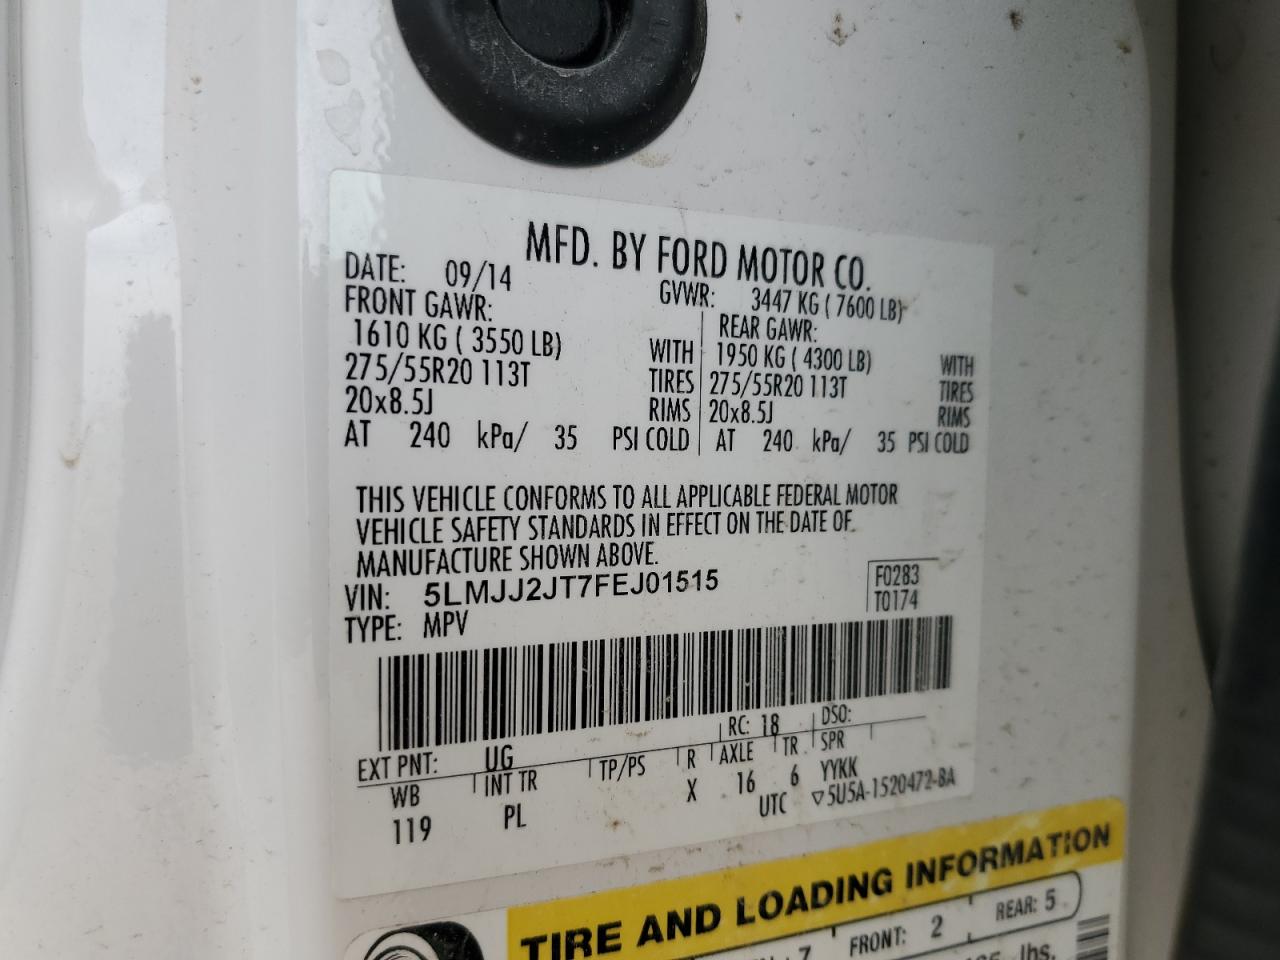 MFD. BY FORD MOTOR CO.
DATE: 09/14 GVWR: 3447 KG ( 7600 LB)
FRONT GAWR: REAR GAWR:
1610 KG ( 3550 LB) WITH 1950 KG ( 4300 LB) WITH
275/55R20 113T TIRES 275/55R20 113T TIRES
20x8.5J RIMS 20x8.5J RIMS
AT 240 kPa/ 35 PSI COLD AT 240 kPa/ 35 PSI COLD
THIS VEHICLE CONFORMS TO ALL APPLICABLE FEDERAL MOTOR
VEHICLE SAFETY STANDARDS IN EFFECT ON THE DATE OF
MANUFACTURE SHOWN ABOVE.
VIN: 5LMJJ2JT7FEJ01515 F0283
TYPE: MPV T0174
EXT PNT: UG RC: 18 DSO:
WB INT TR TP/PS R AXLE TR SPR
119 PL X 16 6 YYKK
UTC ▽5U5A-1520472-BA
TIRE AND LOADING INFORMATION
7 FRONT: 2 REAR: 5
lbs.